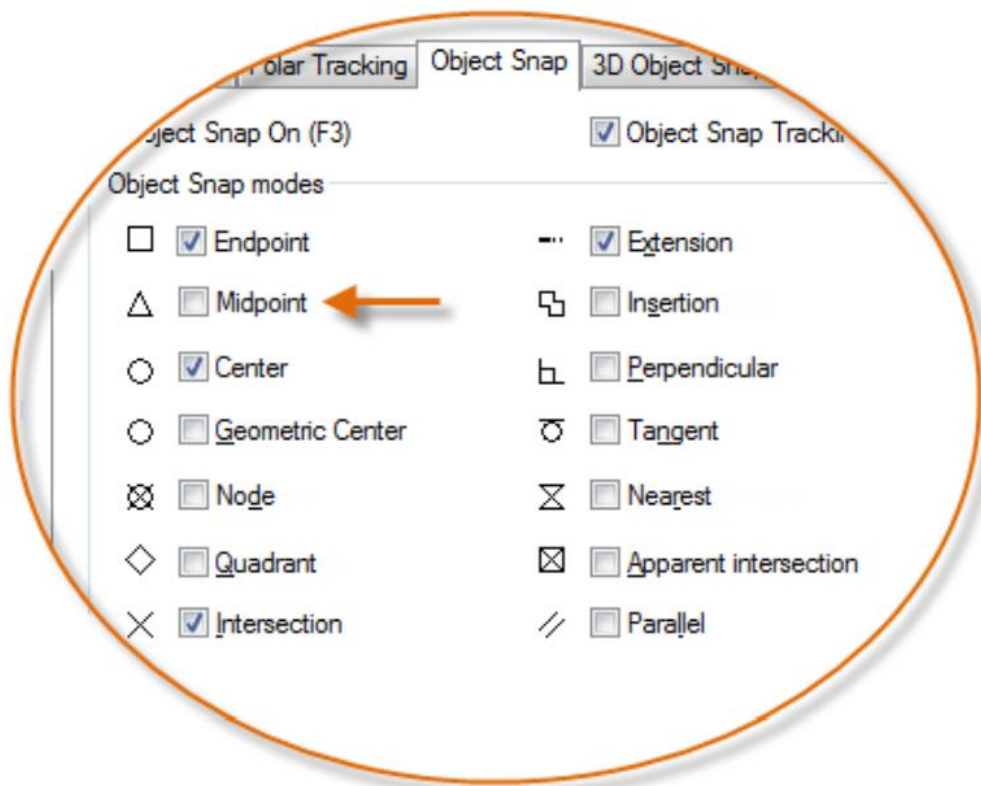 Polar Tracking Object Snap 3D Object Snap
Object Snap On (F3) Object Snap Tracki
Object Snap modes
Endpoint Extension
Midpoint Insertion
Center Perpendicular
Geometric Center Tangent
Node Nearest
Quadrant Apparent intersection
Intersection Parallel